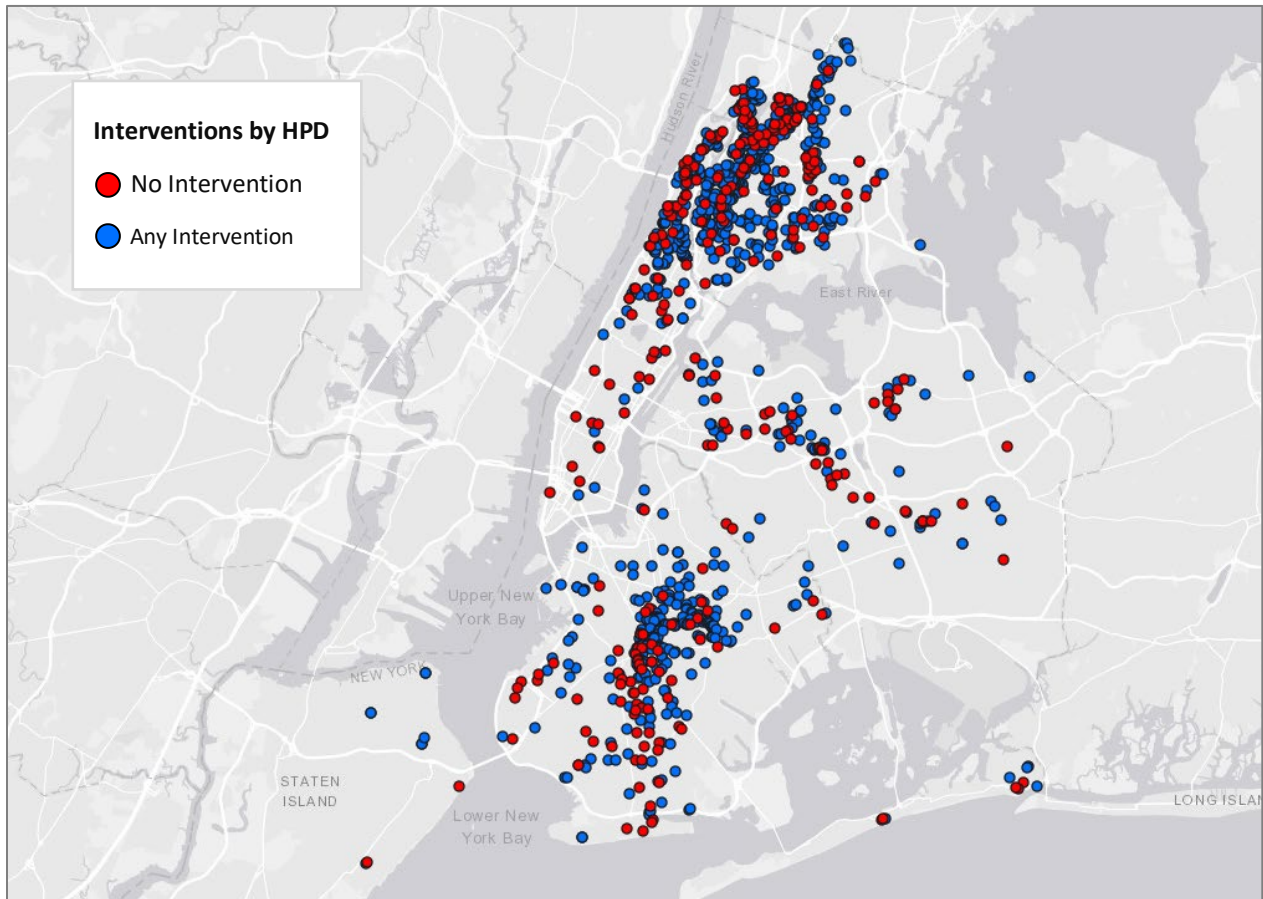 Interventions by HPD
No Intervention
Any Intervention
Hudson River
East River
Upper New
York Bay
NEW YORK
STATEN
ISLAND
Lower New
York Bay
LONG ISLAN